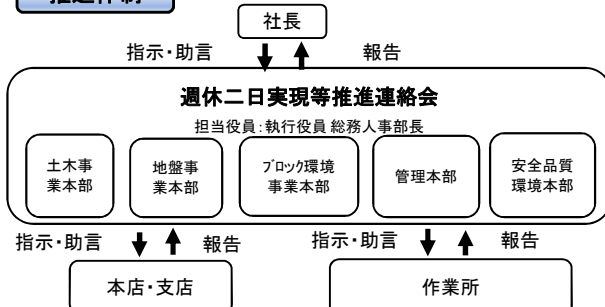 推進体制
社長
指示・助言
報告
週休二日実現等推進連絡会
担当役員:執行役員 総務人事部長
土木事
業本部
地盤事
業本部
ブロック環境
事業本部
管理本部
安全品質
環境本部
指示・助言
報告
指示・助言
報告
本店・支店
作業所